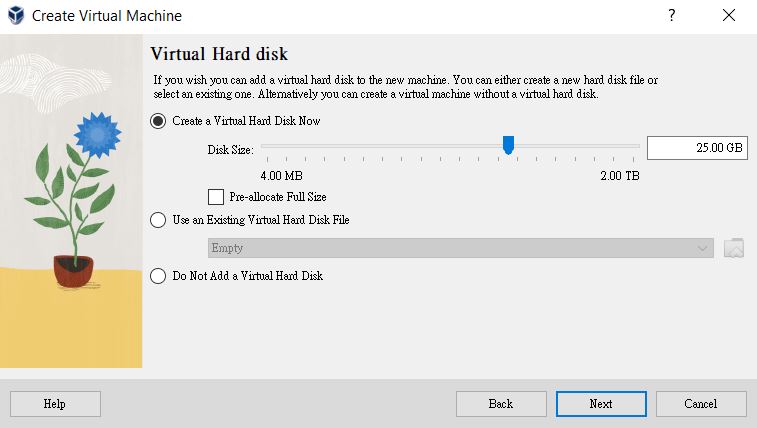 Create Virtual Machine
Virtual Hard disk
If you wish you can add a virtual hard disk to the new machine. You can either create a new hard disk file or
select an existing one. Alternatively you can create a virtual machine without a virtual hard disk.
Create a Virtual Hard Disk Now
Disk Size:
25.00 GB
4.00 MB
2.00 TB
Pre-allocate Full Size
Use an Existing Virtual Hard Disk File
Empty
Do Not Add a Virtual Hard Disk
Help
Back
Next
Cancel